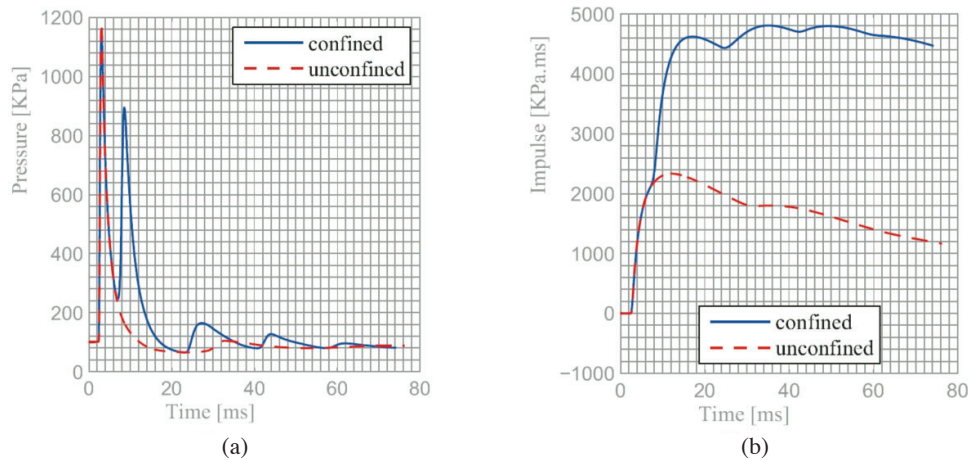 1200
1000
800
600
400
200
0
Pressure [KPa]
confined
unconfined
0 20 40 60 80
Time [ms]
(a)
5000
4000
3000
2000
1000
0
−1000
Impulse [KPa.ms]
confined
unconfined
0 20 40 60 80
Time [ms]
(b)